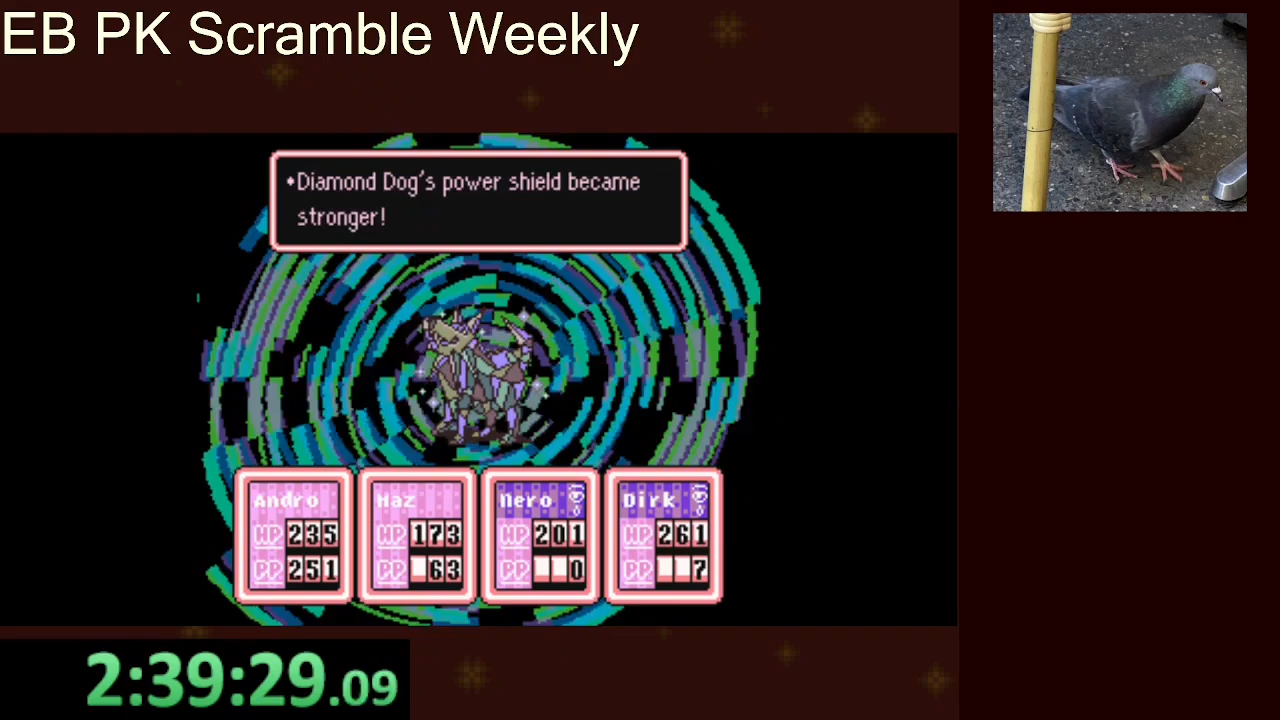 EB PK Scramble Weekly
•Diamond Dog's power shield became
stronger!
Andro
HP 235
PP 251
Maz
HP 173
PP 63
Nero
HP 201
PP 0
Dirk
HP 261
PP 7
2:39:29.09